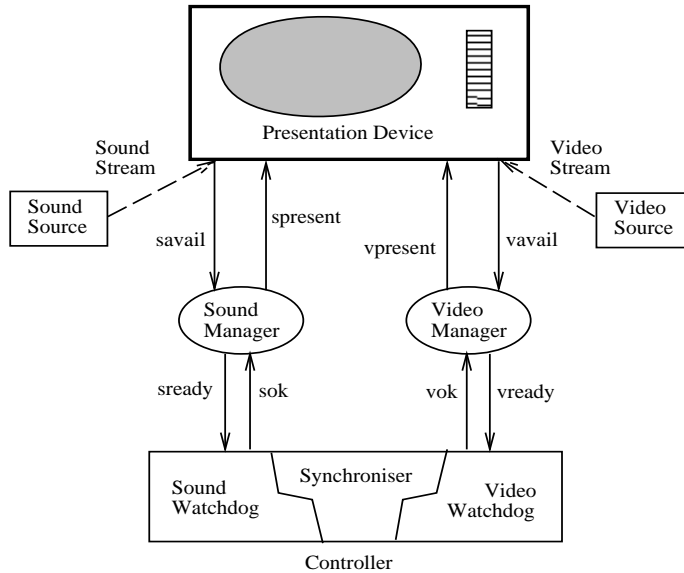 Presentation Device
Sound
Stream
Video
Stream
Sound
Source
Video
Source
savail
spresent
vpresent
vavail
Sound
Manager
Video
Manager
sready
sok
vok
vready
Sound
Watchdog
Synchroniser
Video
Watchdog
Controller